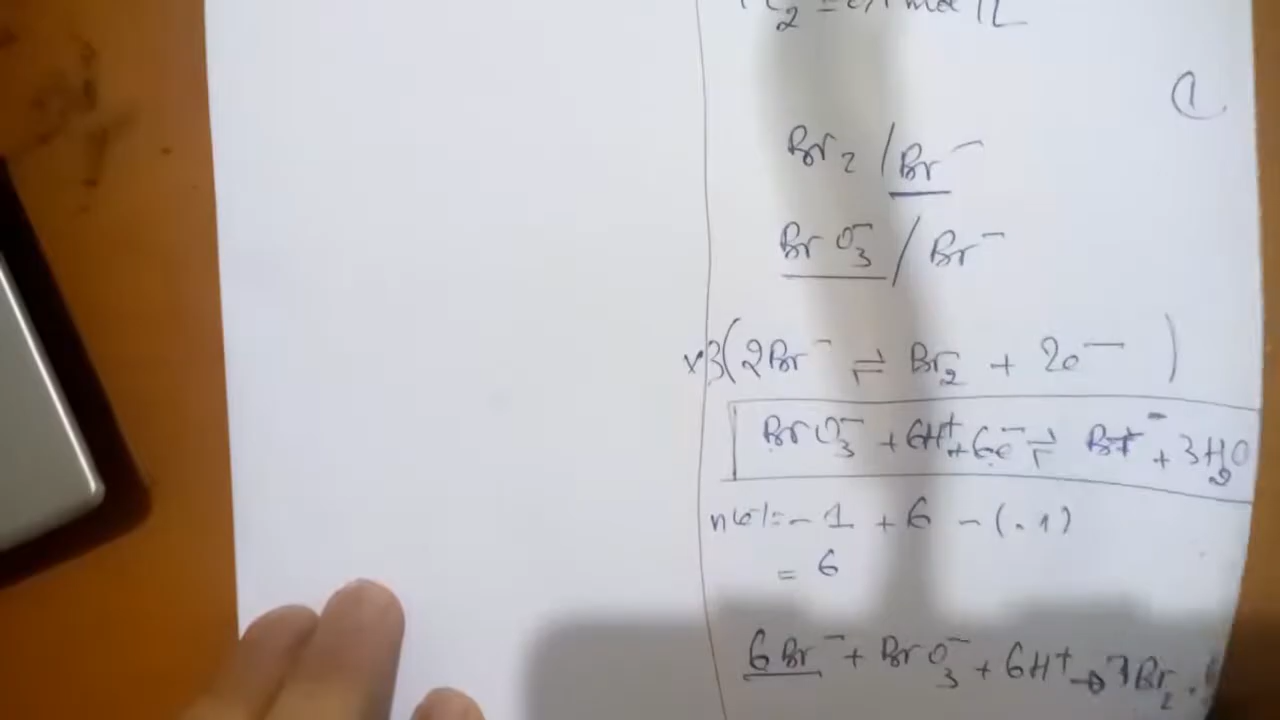 Br₂ / Br⁻
BrO₃⁻ / Br⁻
×3(2Br⁻ ⇌ Br₂ + 2e⁻)
BrO₃⁻ + 6H⁺ + 6e⁻ ⇌ Br⁻ + 3H₂O
n(e⁻) = -1 + 6 - (-1)
= 6
6Br⁻ + BrO₃⁻ + 6H⁺ → 3Br₂